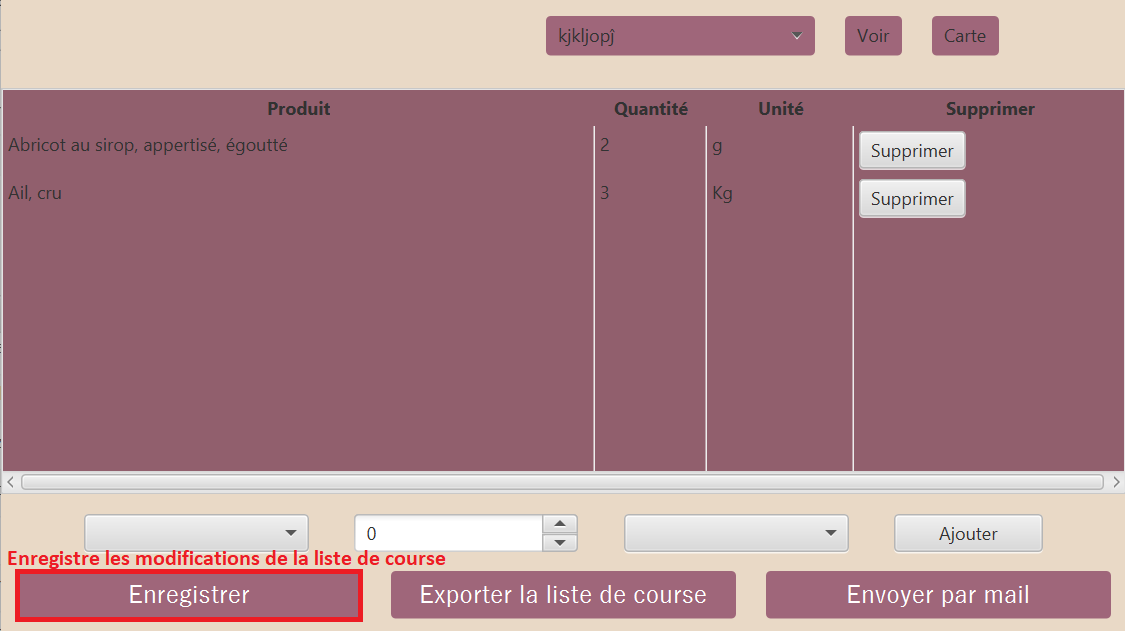 kjkljopĵ Voir Carte
Produit Quantité Unité Supprimer
Abricot au sirop, appertisé, égoutté 2 g Supprimer
Ail, cru 3 Kg Supprimer
0 Ajouter
Enregistre les modifications de la liste de course
Enregistrer Exporter la liste de course Envoyer par mail